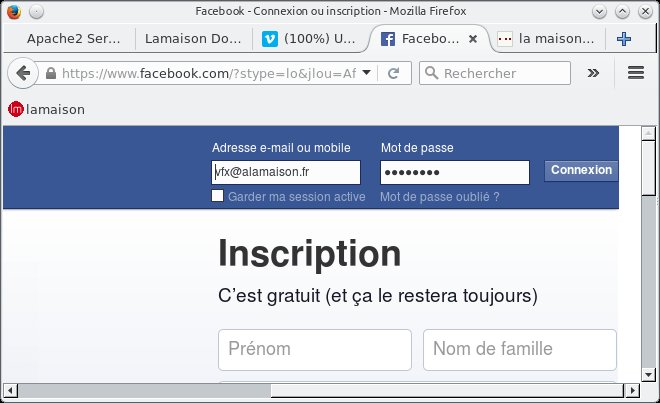 Facebook - Connexion ou inscription - Mozilla Firefox
Apache2 Ser... Lamaison Do... (100%) U... Facebo... la maison...
https://www.facebook.com/?stype=lo&jlou=Af Rechercher
lm lamaison
Adresse e-mail ou mobile Mot de passe
vfx@alamaison.fr ●●●●●●●● Connexion
Garder ma session active Mot de passe oublié ?
Inscription
C'est gratuit (et ça le restera toujours)
Prénom Nom de famille